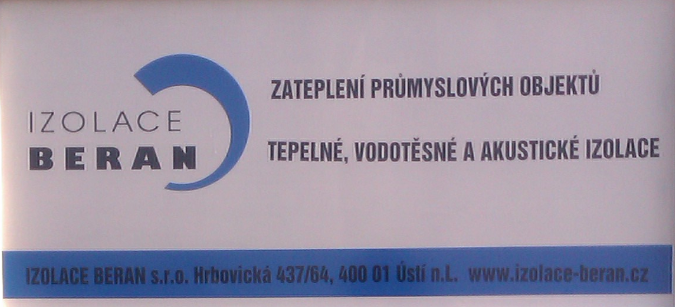 IZOLACE
BERAN
ZATEPLENÍ PRŮMYSLOVÝCH OBJEKTŮ
TEPELNÉ, VODOTĚSNÉ A AKUSTICKÉ IZOLACE
IZOLACE BERAN s.r.o. Hrbovická 437/64, 400 01 Ústí n.L. www.izolace-beran.cz